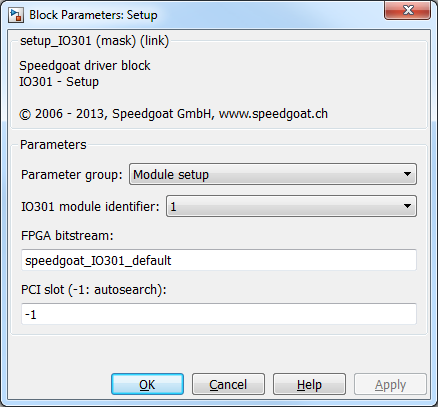 Block Parameters: Setup
setup_IO301 (mask) (link)
Speedgoat driver block
IO301 - Setup
© 2006 - 2013, Speedgoat GmbH, www.speedgoat.ch
Parameters
Parameter group: Module setup
IO301 module identifier: 1
FPGA bitstream:
speedgoat_IO301_default
PCI slot (-1: autosearch):
-1
OK Cancel Help Apply